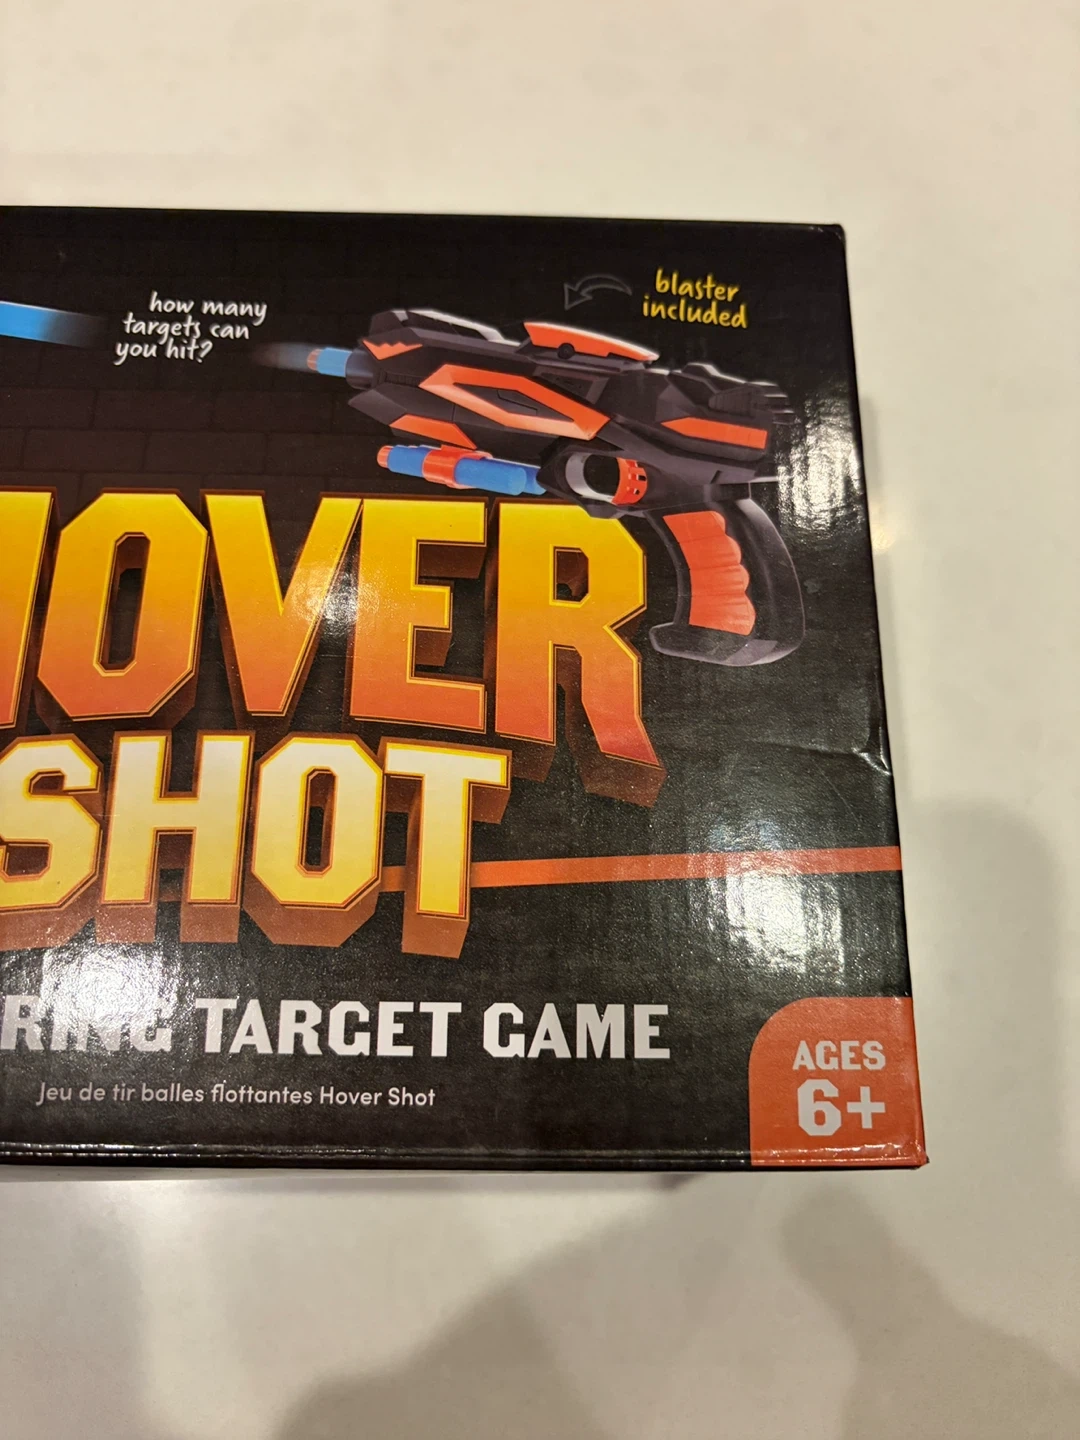 how many
targets can
you hit?
blaster
included
HOVER
SHOT
RING TARGET GAME
Jeu de tir balles flottantes Hover Shot
AGES
6+